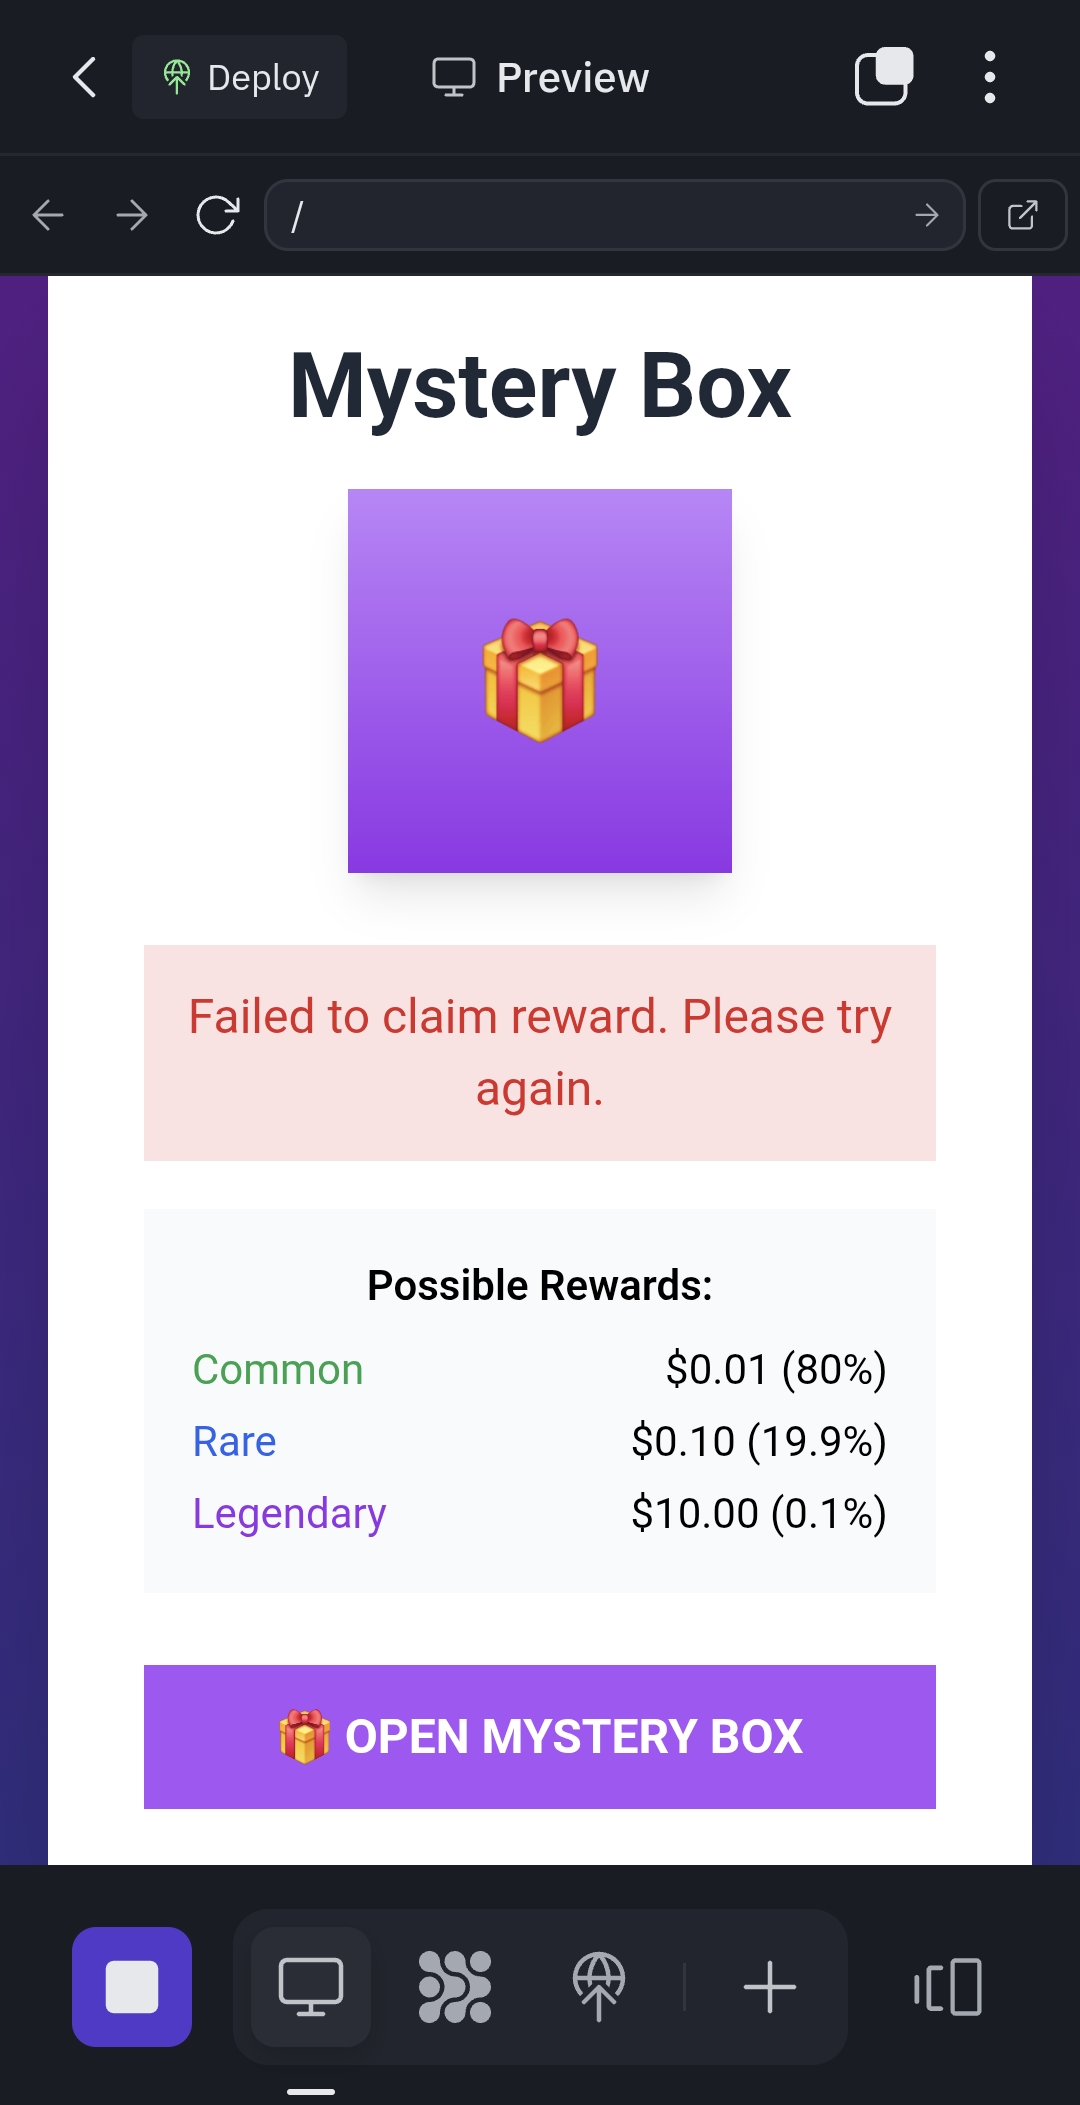 Deploy
Preview
/
Mystery Box
Failed to claim reward. Please try
again.
Possible Rewards:
Common $0.01 (80%)
Rare $0.10 (19.9%)
Legendary $10.00 (0.1%)
🎁 OPEN MYSTERY BOX